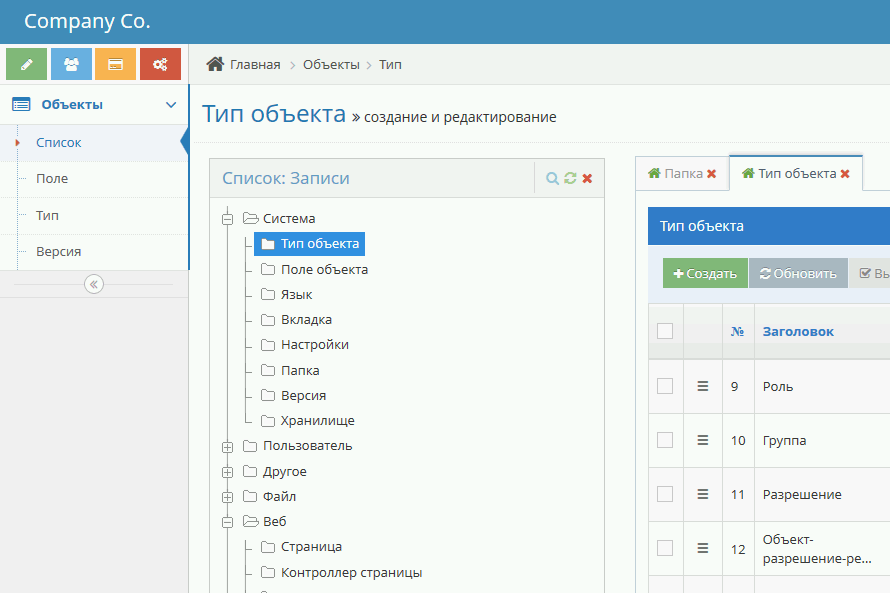 Company Co.
Главная
Объекты
Тип
Объекты
Список
Поле
Тип
Версия
Тип объекта » создание и редактирование
Список: Записи
Система
Тип объекта
Поле объекта
Язык
Вкладка
Настройки
Папка
Версия
Хранилище
Пользователь
Другое
Файл
Веб
Страница
Контроллер страницы
Папка
Тип объекта
Тип объекта
Создать
Обновить
Вы
№ Заголовок
9 Роль
10 Группа
11 Разрешение
12 Объект-
разрешение-ре...